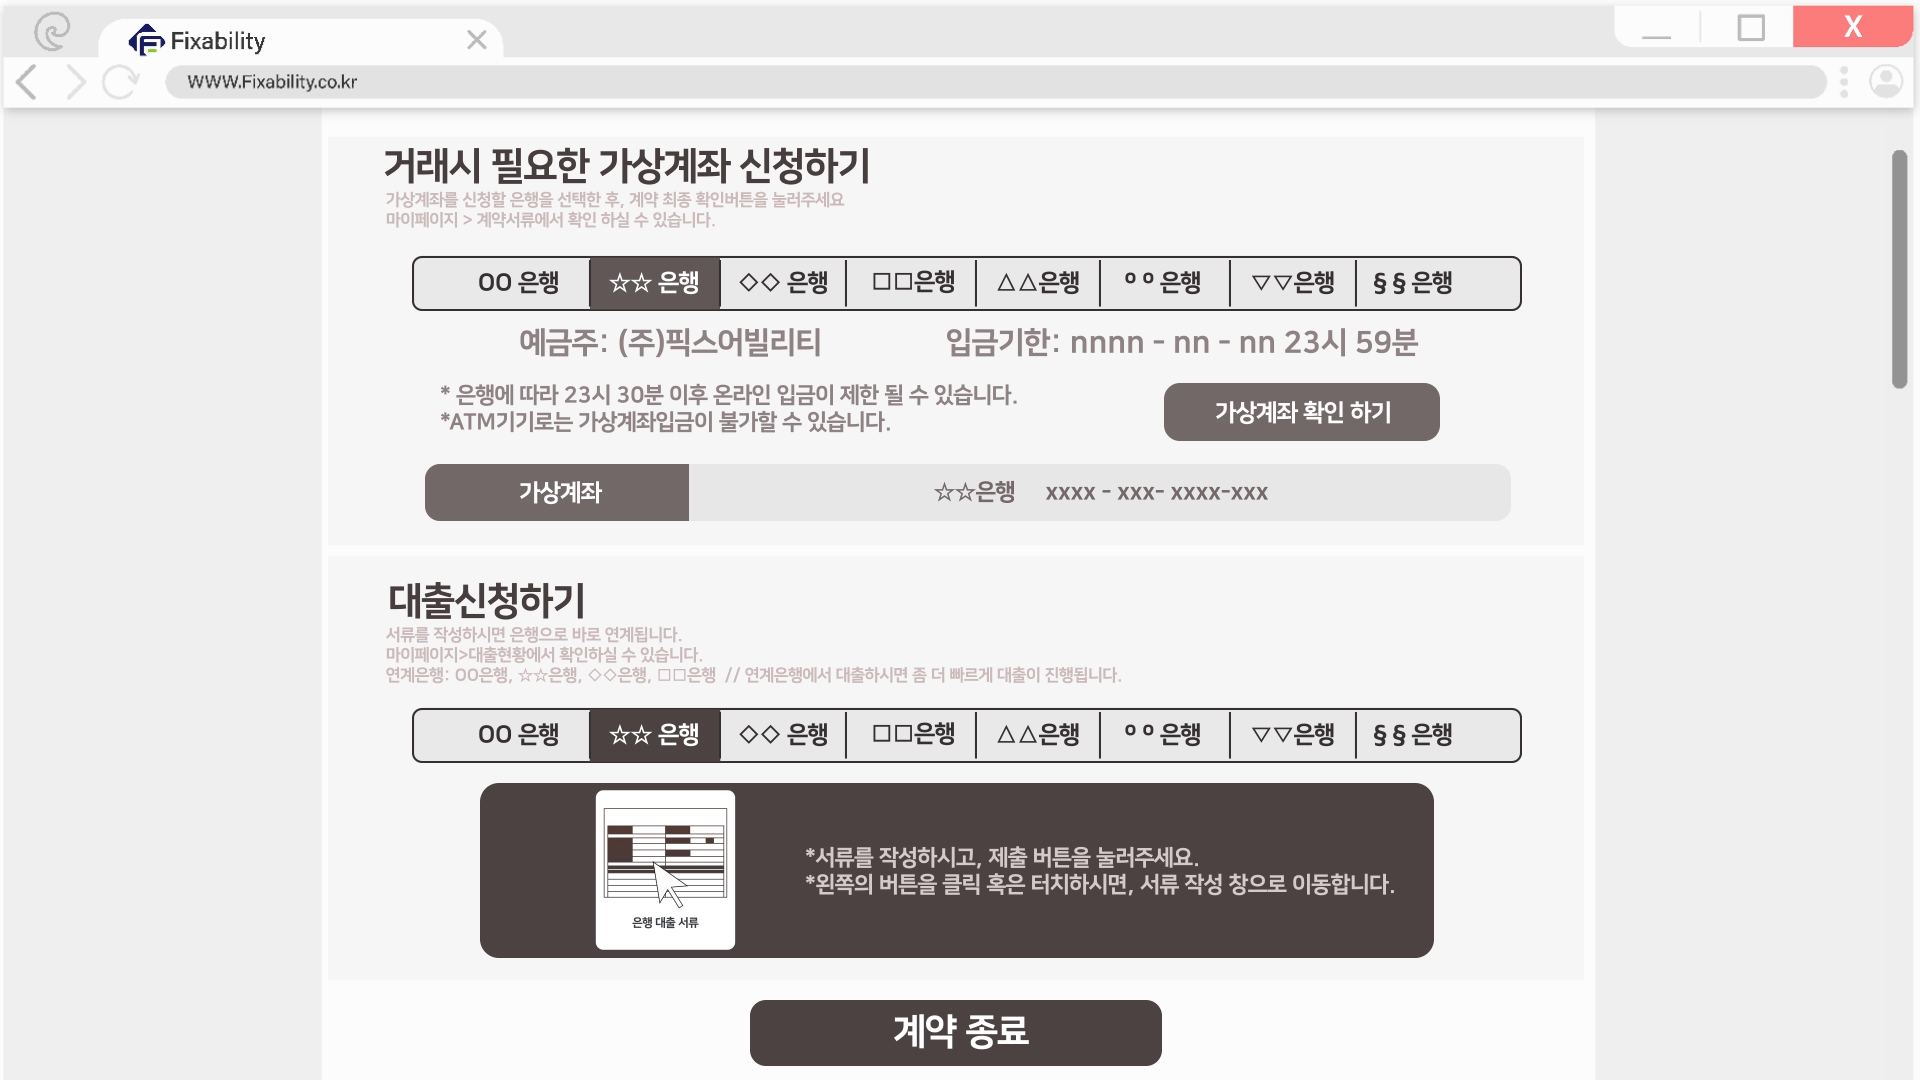 Fixability
X
WWW.Fixability.co.kr
거래시 필요한 가상계좌 신청하기
가상계좌를 신청할 은행을 선택한 후, 계약 최종 확인버튼을 눌러주세요
마이페이지 > 계약서류에서 확인 하실 수 있습니다.
OO 은행 ☆☆ 은행 ◇◇ 은행 □□은행 △△은행 ºº 은행 ▽▽은행 §§ 은행
예금주: (주)픽스어빌리티 입금기한: nnnn - nn - nn 23시 59분
* 은행에 따라 23시 30분 이후 온라인 입금이 제한 될 수 있습니다.
*ATM기기로는 가상계좌입금이 불가할 수 있습니다.
가상계좌 확인 하기
가상계좌 ☆☆은행 xxxx - xxx- xxxx-xxx
대출신청하기
서류를 작성하시면 은행으로 바로 연계됩니다.
마이페이지>대출현황에서 확인하실 수 있습니다.
연계은행: OO은행, ☆☆은행, ◇◇은행, □□은행 // 연계은행에서 대출하시면 좀 더 빠르게 대출이 진행됩니다.
OO 은행 ☆☆ 은행 ◇◇ 은행 □□은행 △△은행 ºº 은행 ▽▽은행 §§ 은행
*서류를 작성하시고, 제출 버튼을 눌러주세요.
*왼쪽의 버튼을 클릭 혹은 터치하시면, 서류 작성 창으로 이동합니다.
은행 대출 서류
계약 종료